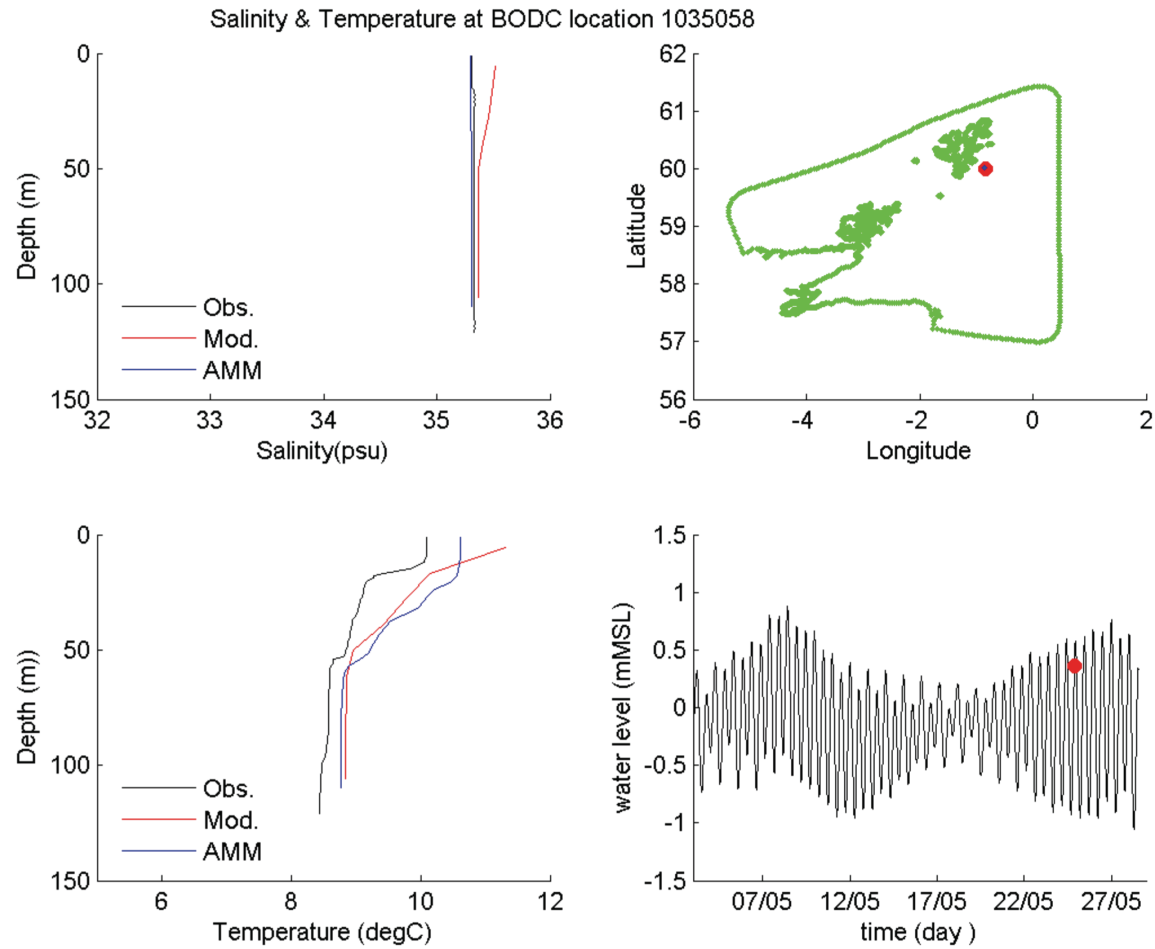 Salinity & Temperature at BODC location 1035058
0
50
100
150
Depth (m)
Obs.
Mod.
AMM
32
33
34
35
36
Salinity(psu)
62
61
60
59
58
57
56
Latitude
-6
-4
-2
0
2
Longitude
0
50
100
150
Depth (m))
Obs.
Mod.
AMM
6
8
10
12
Temperature (degC)
1.5
1
0.5
0
-0.5
-1
-1.5
water level (mMSL)
07/05
12/05
17/05
22/05
27/05
time (day )